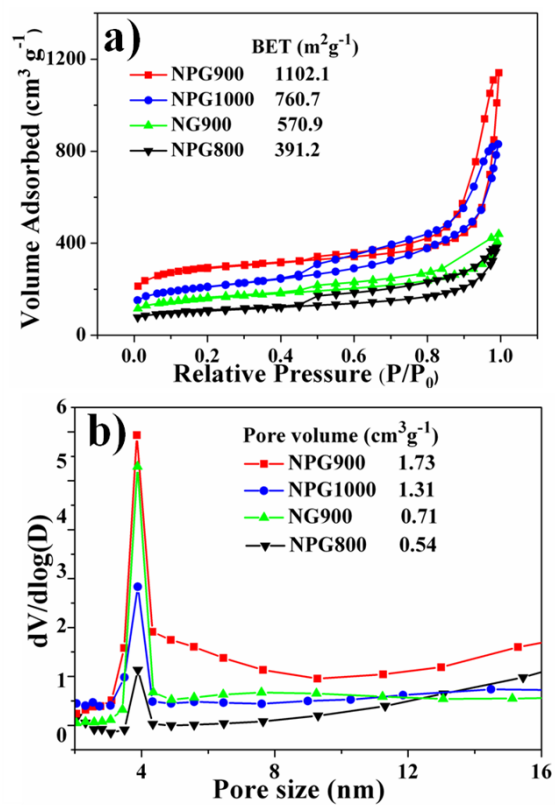 a)
BET (m²g⁻¹)
NPG900 1102.1
NPG1000 760.7
NG900 570.9
NPG800 391.2
1200
800
400
0
Volume Adsorbed (cm³ g⁻¹)
0.0 0.2 0.4 0.6 0.8 1.0
Relative Pressure (P/P₀)
b)
Pore volume (cm³g⁻¹)
NPG900 1.73
NPG1000 1.31
NG900 0.71
NPG800 0.54
6
5
4
3
2
1
0
dV/dlog(D)
4 8 12 16
Pore size (nm)